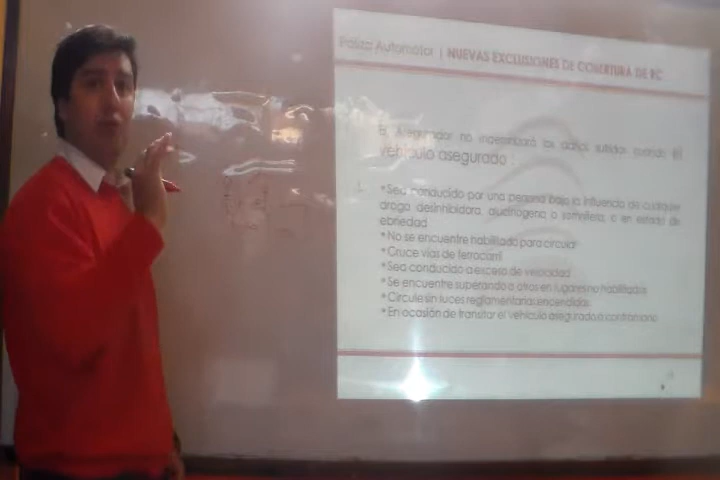 Poliza Automotor | NUEVAS EXCLUSIONES DE COBERTURA DE RC
El Asegurador no indemnizará los daños sufridos cuando el
vehículo asegurado :
*Sea conducido por una persona bajo la influencia de cualquier
droga desinhibidora, alucinógena o somnífera, o en estado de
ebriedad
*No se encuentre habilitado para circular
*Cruce vías de ferrocarril
*Sea conducido a exceso de velocidad
*Se encuentre superando a otros en lugares no habilitados
*Circule sin luces reglamentarias encendidas
*En ocasión de transitar el vehículo asegurado a contramano